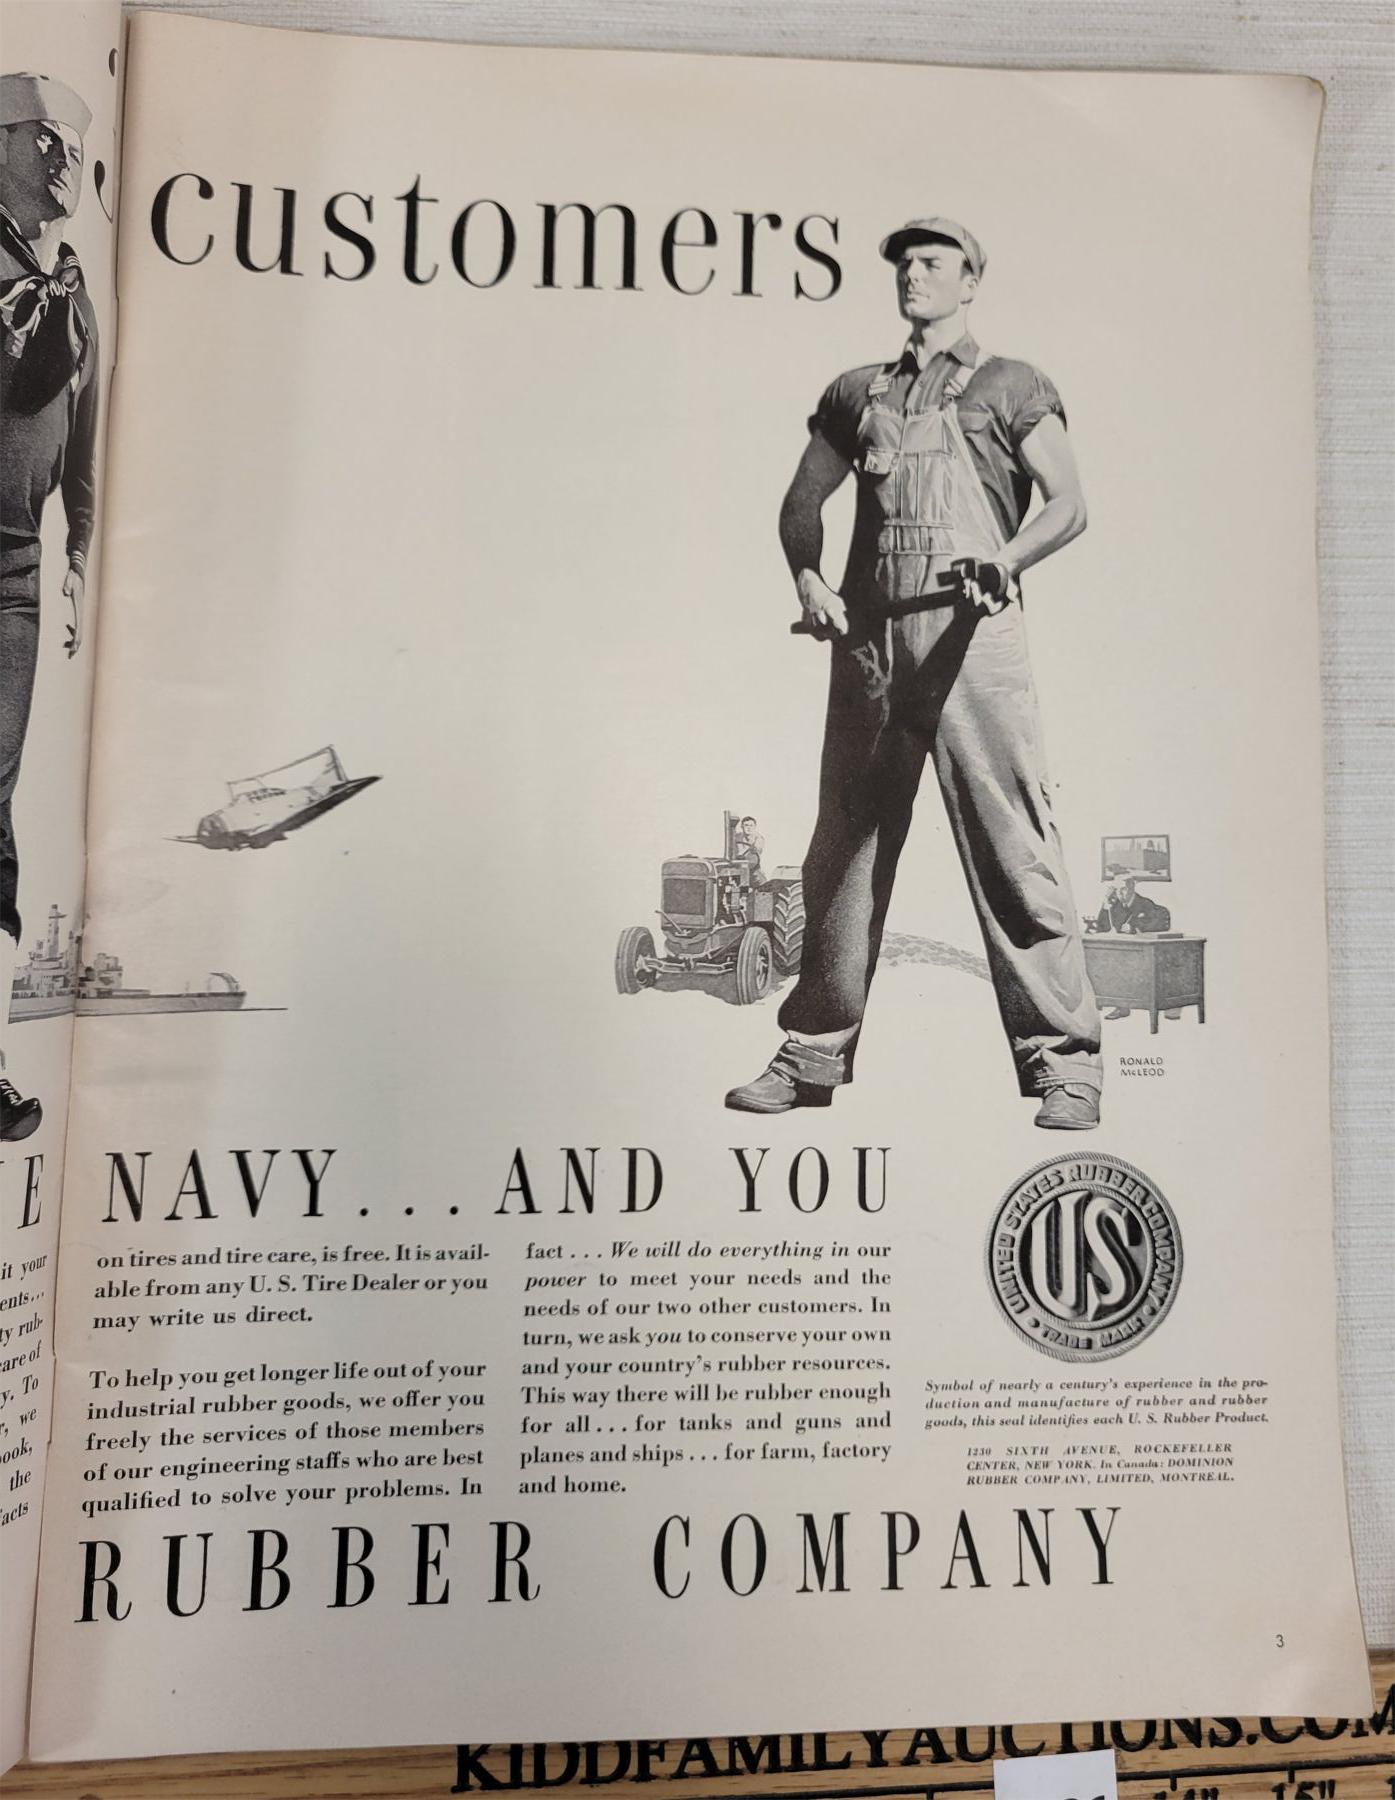 customers
RONALD
McLEOD
E NAVY... AND YOU
it your
ents...
ty rub-
care of
y. To
r, we
book,
the
facts
on tires and tire care, is free. It is avail-
able from any U. S. Tire Dealer or you
may write us direct.
To help you get longer life out of your
industrial rubber goods, we offer you
freely the services of those members
of our engineering staffs who are best
qualified to solve your problems. In
fact . . . We will do everything in our
power to meet your needs and the
needs of our two other customers. In
turn, we ask you to conserve your own
and your country's rubber resources.
This way there will be rubber enough
for all . . . for tanks and guns and
planes and ships . . . for farm, factory
and home.
UNITED STATES RUBBER COMPANY
US
TRADE MARK
Symbol of nearly a century's experience in the pro-
duction and manufacture of rubber and rubber
goods, this seal identifies each U. S. Rubber Product.
1230 SIXTH AVENUE, ROCKEFELLER
CENTER, NEW YORK. In Canada: DOMINION
RUBBER COMPANY, LIMITED, MONTREAL.
RUBBER COMPANY
3
KIDDFAMILYAUCTIONS.COM
14" 15"